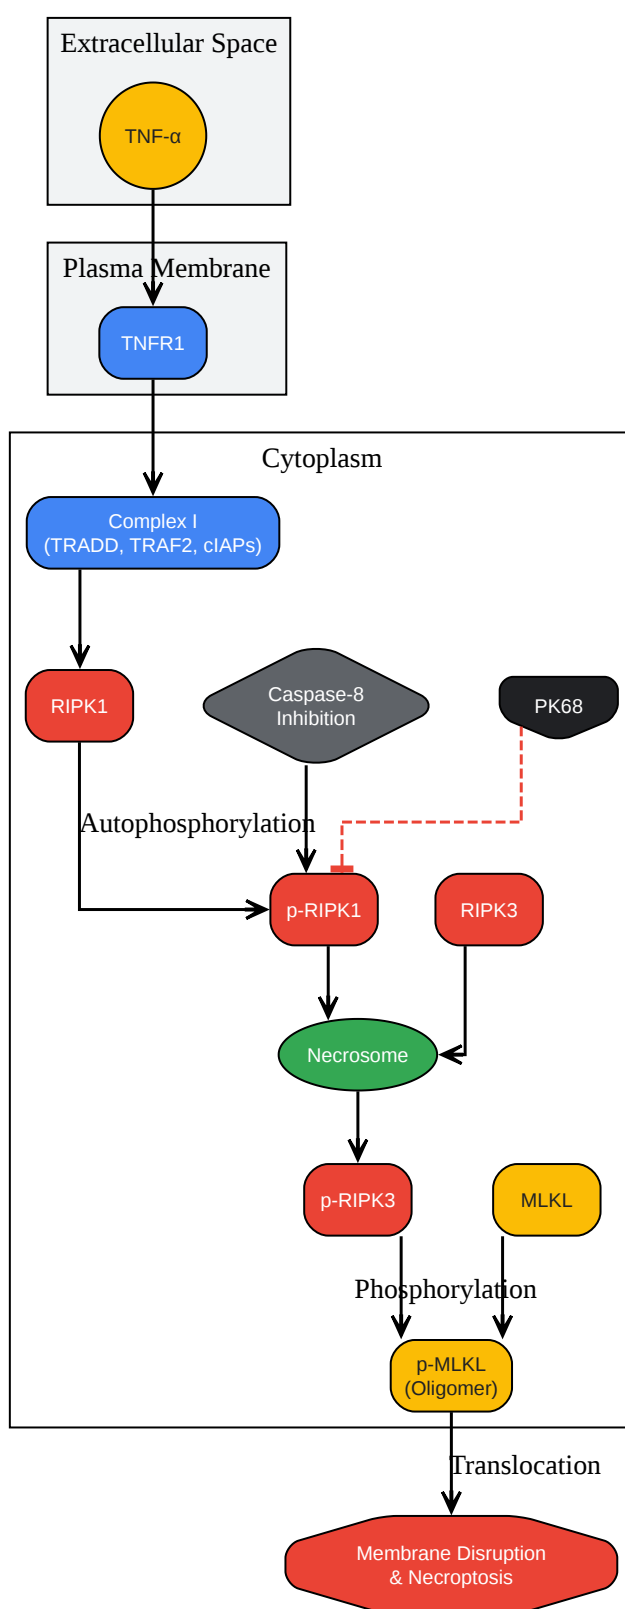 Extracellular Space
TNF-α
Plasma Membrane
TNFR1
Cytoplasm
Complex I
(TRADD, TRAF2, cIAPs)
RIPK1
Caspase-8
Inhibition
PK68
Autophosphorylation
p-RIPK1
RIPK3
Necrosome
p-RIPK3
MLKL
Phosphorylation
p-MLKL
(Oligomer)
Translocation
Membrane Disruption
& Necroptosis